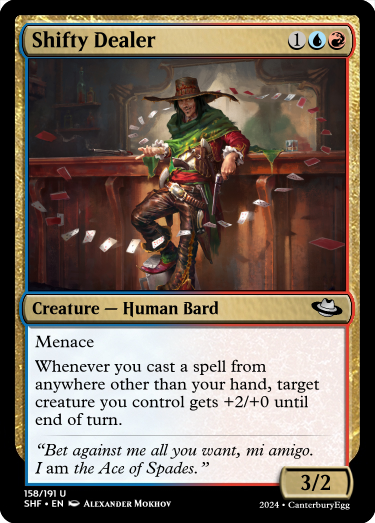 Shifty Dealer 1
Creature — Human Bard
Menace
Whenever you cast a spell from
anywhere other than your hand, target
creature you control gets +2/+0 until
end of turn.
“Bet against me all you want, mi amigo.
I am the Ace of Spades.”
3/2
158/191 U
SHF • EN Alexander Mokhov
2024 • CanterburyEgg